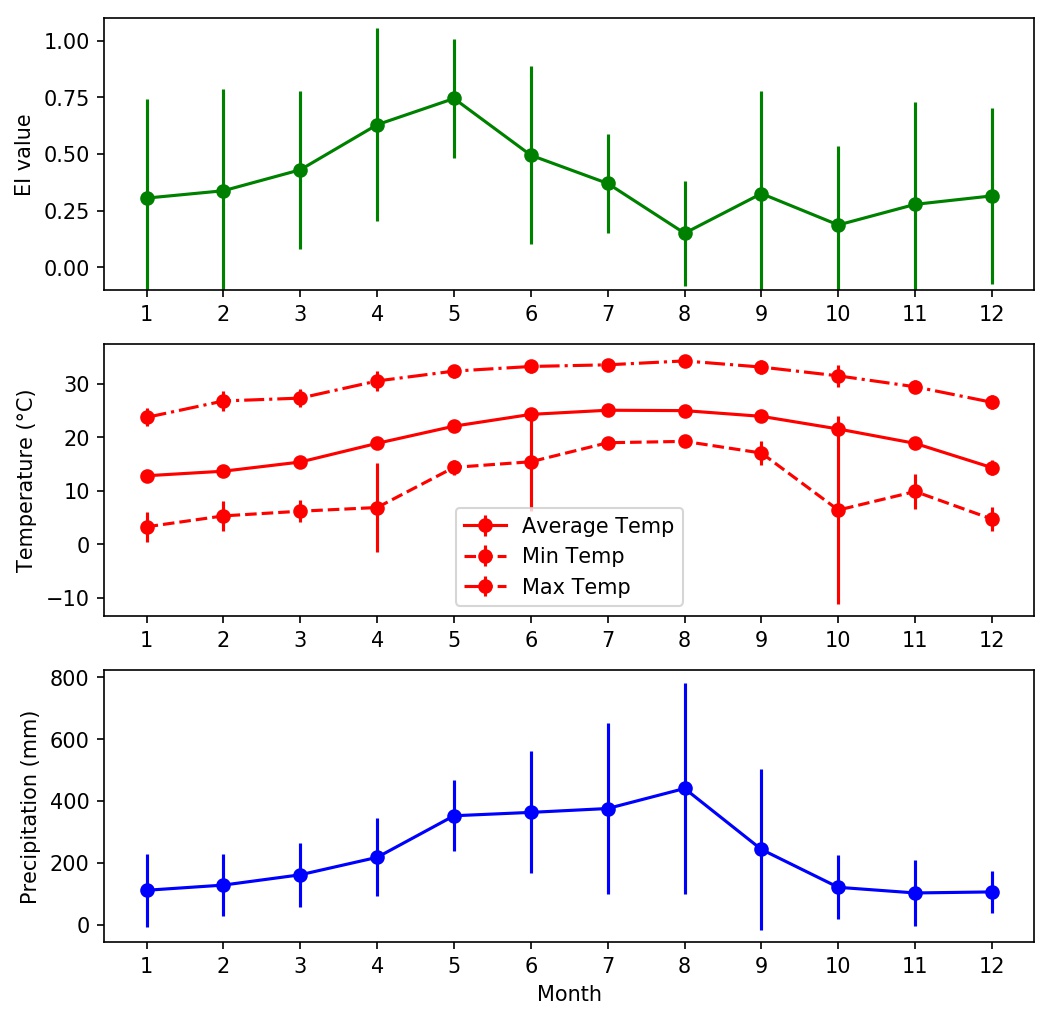 EI value
1.00
0.75
0.50
0.25
0.00
1 2 3 4 5 6 7 8 9 10 11 12
Temperature (°C)
30
20
10
0
−10
Average Temp
Min Temp
Max Temp
1 2 3 4 5 6 7 8 9 10 11 12
Precipitation (mm)
800
600
400
200
0
1 2 3 4 5 6 7 8 9 10 11 12
Month